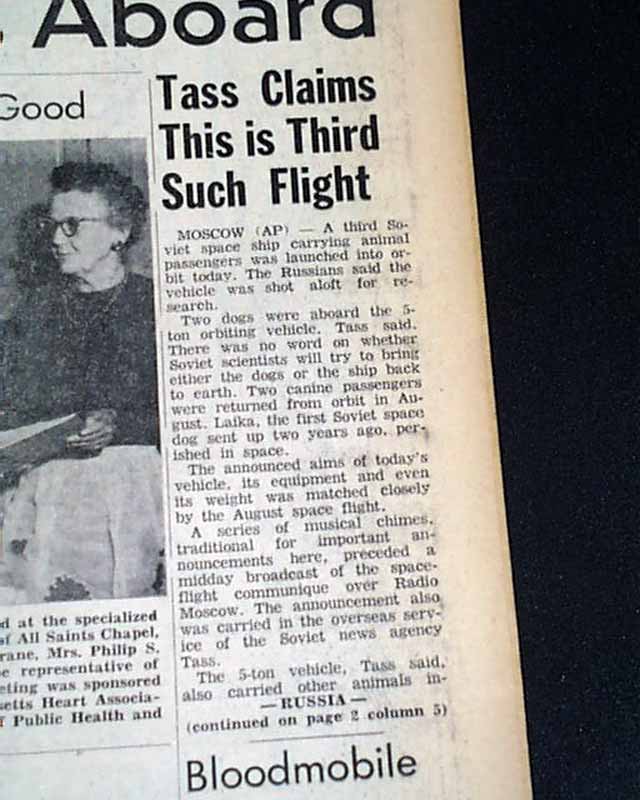 Aboard
Good
Tass Claims
This is Third
Such Flight
MOSCOW (AP) — A third So-
viet space ship carrying animal
passengers was launched into or-
bit today. The Russians said the
vehicle was shot aloft for re-
search.
Two dogs were aboard the 5-
ton orbiting vehicle, Tass said.
There was no word on whether
Soviet scientists will try to bring
either the dogs or the ship back
to earth. Two canine passengers
were returned from orbit in Au-
gust. Laika, the first Soviet space
dog sent up two years ago, per-
ished in space.
The announced aims of today's
vehicle, its equipment and even
its weight was matched closely
by the August space flight.
A series of musical chimes,
traditional for important an-
nouncements here, preceded a
midday broadcast of the space-
flight communique over Radio
Moscow. The announcement also
was carried in the overseas serv-
ice of the Soviet news agency
Tass.
The 5-ton vehicle, Tass said,
also carried other animals in-
—RUSSIA—
(continued on page 2 column 5)
Bloodmobile
d at the specialized
of All Saints Chapel,
rane, Mrs. Philip S.
e representative of
eting was sponsored
setts Heart Associa-
f Public Health and